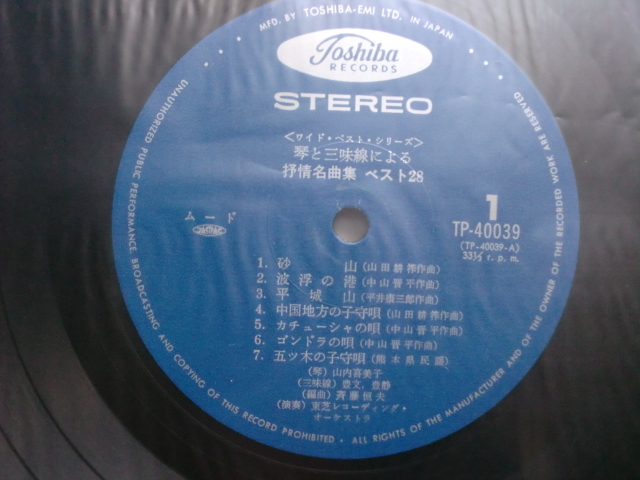 MFD. BY TOSHIBA-EMI LTD. IN JAPAN
Toshiba
RECORDS
STEREO
<ワイド・ベスト・シリーズ>
琴と三味線による
抒情名曲集 ベスト28
ムード
1
TP-40039
(TP-40039-A)
33⅓ r. p. m.
1. 砂山(山田耕筰作曲)
2. 波浮の港(中山晋平作曲)
3. 平城山(平井康三郎作曲)
4. 中国地方の子守唄(山田耕筰作曲)
5. カチューシャの唄(中山晋平作曲)
6. ゴンドラの唄(中山晋平作曲)
7. 五ツ木の子守唄(熊本県民謡)
(琴)山内喜美子
(三味線)豊文、豊静
(編曲)斉藤恒夫
(演奏)東芝レコーディング・
オーケストラ
UNAUTHORIZED PUBLIC PERFORMANCE BROADCASTING AND COPYING OF THIS RECORD PROHIBITED • ALL RIGHTS OF THE MANUFACTURER AND OF THE OWNER OF THE RECORDED WORK ARE RESERVED